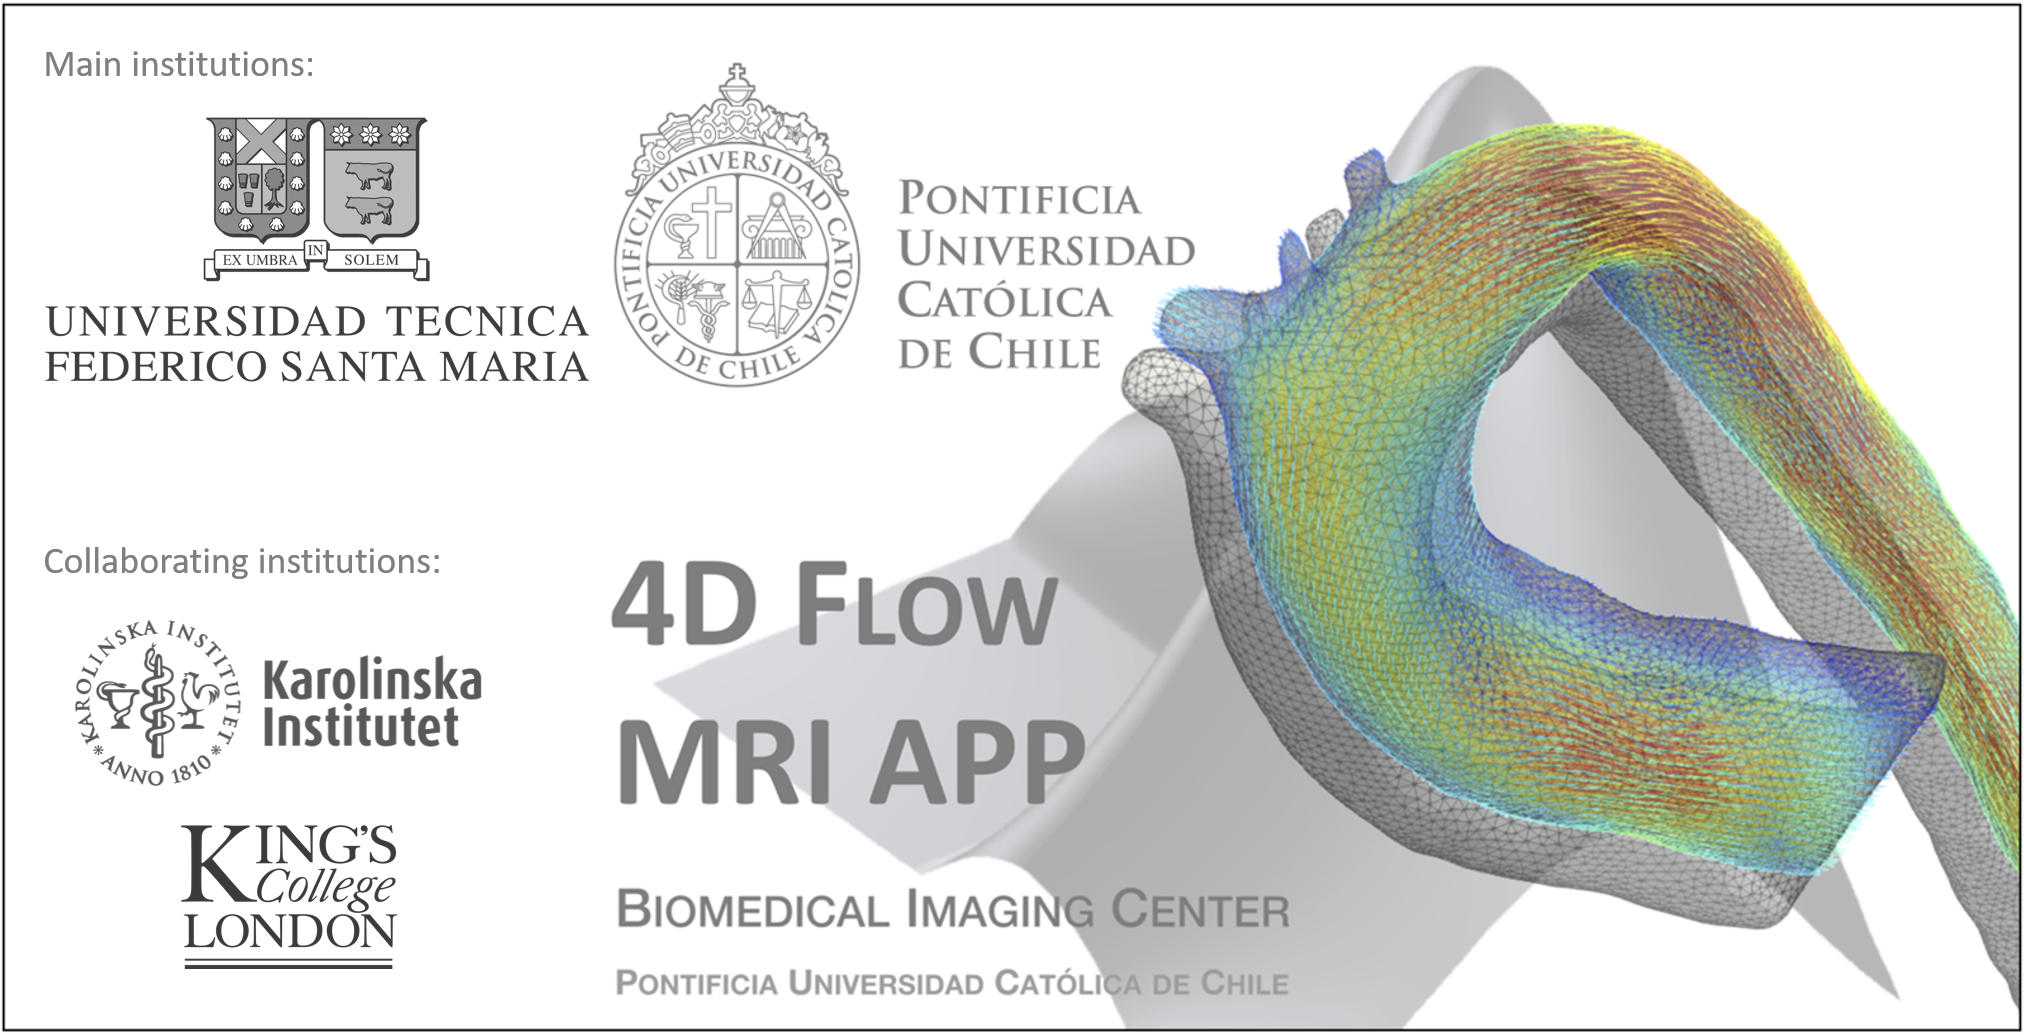 Main institutions:
EX UMBRA IN SOLEM
UNIVERSIDAD TECNICA
FEDERICO SANTA MARIA
PONTIFICIA UNIVERSIDAD CATOLICA DE CHILE
PONTIFICIA
UNIVERSIDAD
CATÓLICA
DE CHILE
Collaborating institutions:
KAROLINSKA INSTITUTET
* ANNO 1810 *
Karolinska
Institutet
KING'S
College
LONDON
4D FLOW
MRI APP
BIOMEDICAL IMAGING CENTER
PONTIFICIA UNIVERSIDAD CATÓLICA DE CHILE